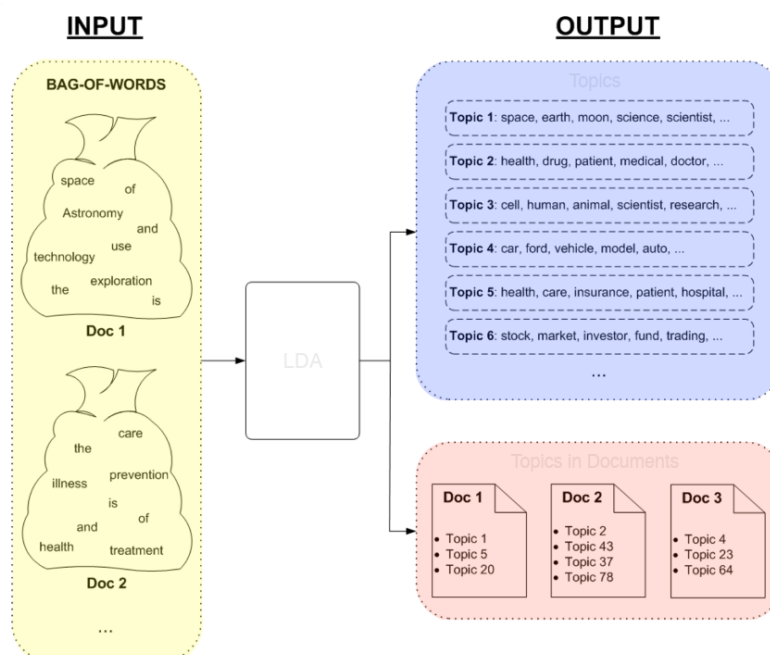 INPUT
BAG-OF-WORDS
space
of
Astronomy
and
use
technology
exploration
the
is
Doc 1
the
care
illness
prevention
is
and
of
health
treatment
Doc 2
...
LDA
OUTPUT
Topics
Topic 1: space, earth, moon, science, scientist, ...
Topic 2: health, drug, patient, medical, doctor, ...
Topic 3: cell, human, animal, scientist, research, ...
Topic 4: car, ford, vehicle, model, auto, ...
Topic 5: health, care, insurance, patient, hospital, ...
Topic 6: stock, market, investor, fund, trading, ...
...
Topics in Documents
Doc 1
• Topic 1
• Topic 5
• Topic 20
Doc 2
• Topic 2
• Topic 43
• Topic 37
• Topic 78
Doc 3
• Topic 4
• Topic 23
• Topic 64